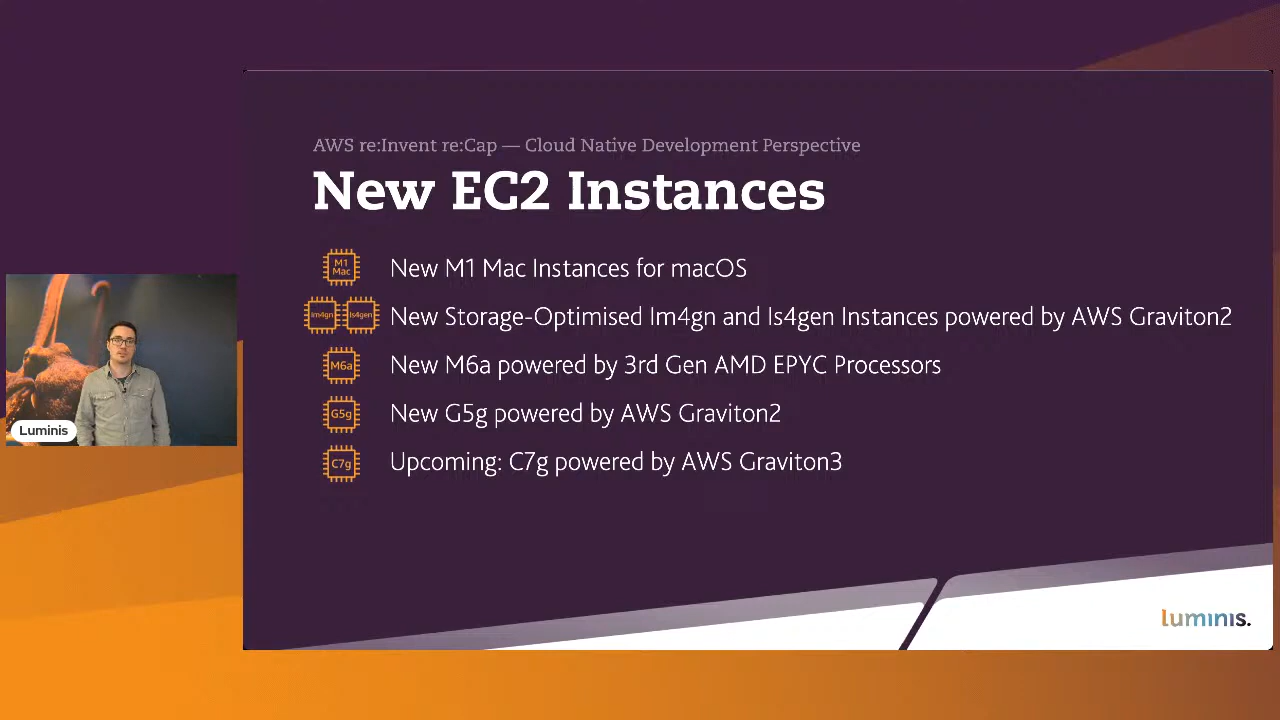 AWS re:Invent re:Cap — Cloud Native Development Perspective
New EC2 Instances
M1
Mac
New M1 Mac Instances for macOS
Im4gn Is4gen
New Storage-Optimised Im4gn and Is4gen Instances powered by AWS Graviton2
M6a
New M6a powered by 3rd Gen AMD EPYC Processors
G5g
New G5g powered by AWS Graviton2
C7g
Upcoming: C7g powered by AWS Graviton3
Luminis
luminis.